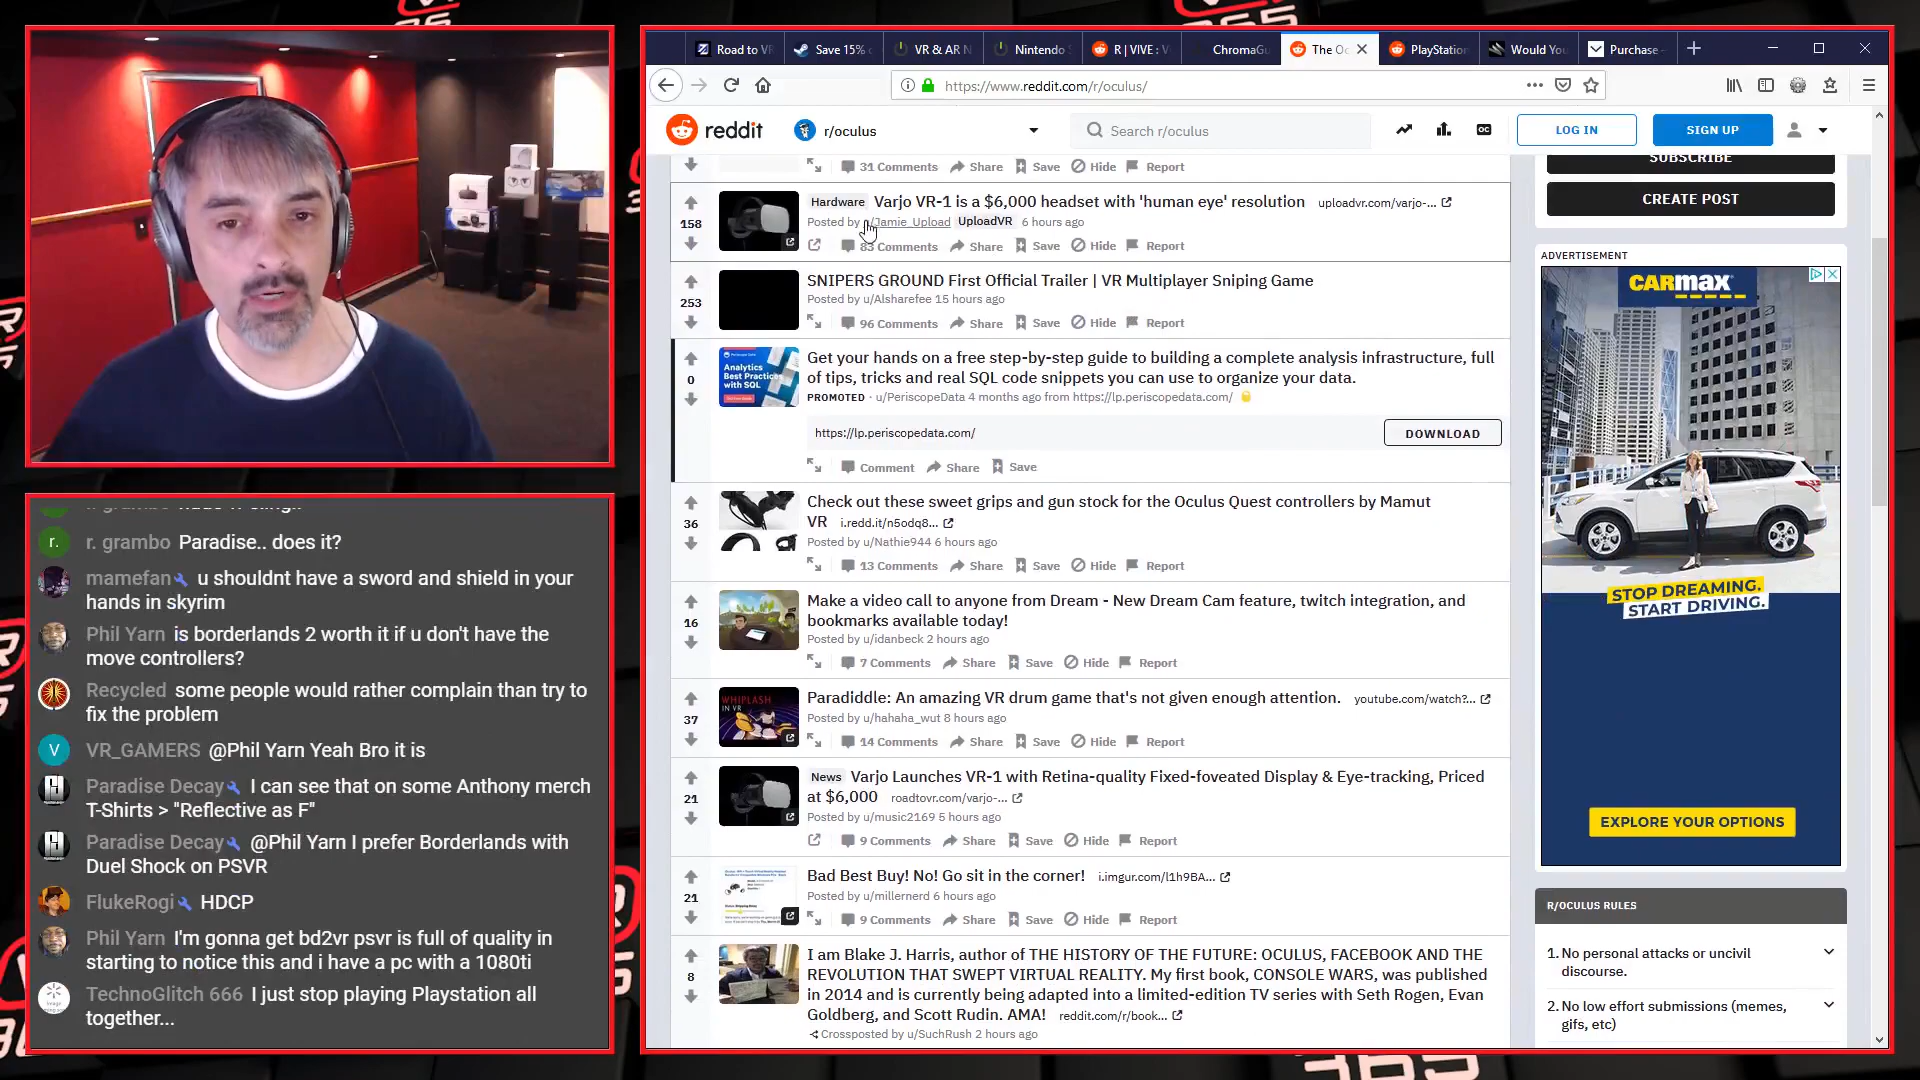 Road to VR
Save 15%
VR & AR N
Nintendo
R | VIVE : V
ChromaGu
The Oc
PlayStation
Would You
Purchase
https://www.reddit.com/r/oculus/
reddit
r/oculus
Search r/oculus
LOG IN
SIGN UP
31 Comments Share Save Hide Report
SUBSCRIBE
CREATE POST
158
Hardware Varjo VR-1 is a $6,000 headset with 'human eye' resolution uploadvr.com/varjo-...
Posted by u/Jamie_Upload UploadVR 6 hours ago
83 Comments Share Save Hide Report
253
SNIPERS GROUND First Official Trailer | VR Multiplayer Sniping Game
Posted by u/Alsharefee 15 hours ago
96 Comments Share Save Hide Report
0
Analytics
Best Practices
with SQL
Get your hands on a free step-by-step guide to building a complete analysis infrastructure, full
of tips, tricks and real SQL code snippets you can use to organize your data.
PROMOTED · u/PeriscopeData 4 months ago from https://lp.periscopedata.com/
https://lp.periscopedata.com/
DOWNLOAD
Comment Share Save
36
Check out these sweet grips and gun stock for the Oculus Quest controllers by Mamut
VR i.redd.it/n5odq8...
Posted by u/Nathie944 6 hours ago
13 Comments Share Save Hide Report
16
Make a video call to anyone from Dream - New Dream Cam feature, twitch integration, and
bookmarks available today!
Posted by u/idanbeck 2 hours ago
7 Comments Share Save Hide Report
37
WHIPLASH
IN VR
Paradiddle: An amazing VR drum game that's not given enough attention. youtube.com/watch?...
Posted by u/hahaha_wut 8 hours ago
14 Comments Share Save Hide Report
21
News Varjo Launches VR-1 with Retina-quality Fixed-foveated Display & Eye-tracking, Priced
at $6,000 roadtovr.com/varjo-...
Posted by u/music2169 5 hours ago
9 Comments Share Save Hide Report
21
Bad Best Buy! No! Go sit in the corner! i.imgur.com/l1h9BA...
Posted by u/millernerd 6 hours ago
9 Comments Share Save Hide Report
8
I am Blake J. Harris, author of THE HISTORY OF THE FUTURE: OCULUS, FACEBOOK AND THE
REVOLUTION THAT SWEPT VIRTUAL REALITY. My first book, CONSOLE WARS, was published
in 2014 and is currently being adapted into a limited-edition TV series with Seth Rogen, Evan
Goldberg, and Scott Rudin. AMA! reddit.com/r/book...
Crossposted by u/SuchRush 2 hours ago
ADVERTISEMENT
CARMAX
STOP DREAMING.
START DRIVING.
EXPLORE YOUR OPTIONS
R/OCULUS RULES
1. No personal attacks or uncivil
discourse.
2. No low effort submissions (memes,
gifs, etc)
r. grambo Paradise.. does it?
mamefan u shouldnt have a sword and shield in your
hands in skyrim
Phil Yarn is borderlands 2 worth it if u don't have the
move controllers?
Recycled some people would rather complain than try to
fix the problem
VR_GAMERS @Phil Yarn Yeah Bro it is
Paradise Decay I can see that on some Anthony merch
T-Shirts > "Reflective as F"
Paradise Decay @Phil Yarn I prefer Borderlands with
Duel Shock on PSVR
FlukeRogi HDCP
Phil Yarn I'm gonna get bd2vr psvr is full of quality in
starting to notice this and i have a pc with a 1080ti
TechnoGlitch 666 I just stop playing Playstation all
together...